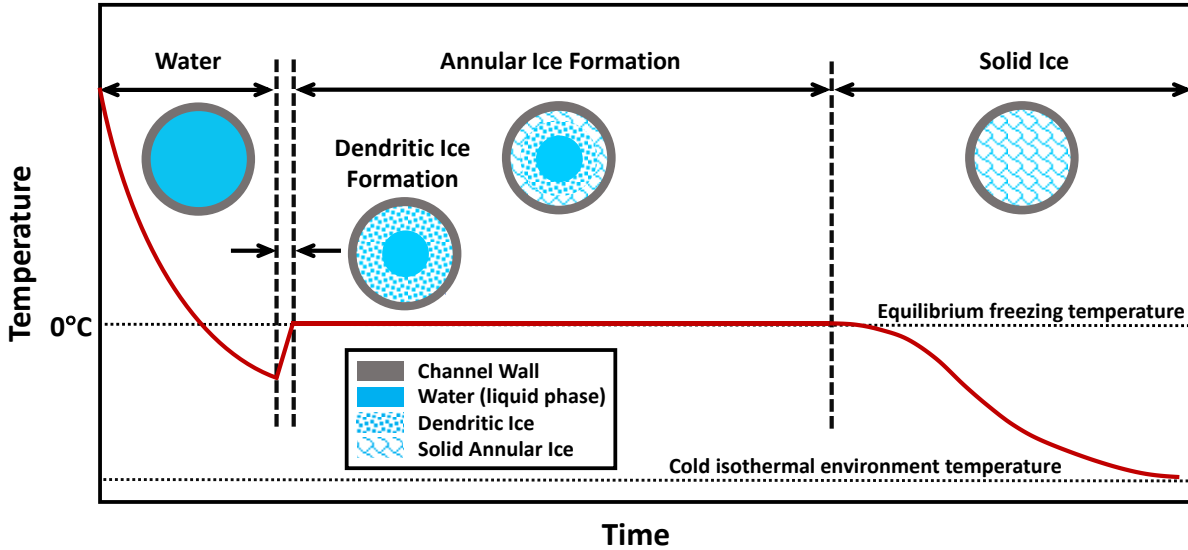 Water
Annular Ice Formation
Solid Ice
Dendritic Ice
Formation
Temperature
0°C
Equilibrium freezing temperature
Channel Wall
Water (liquid phase)
Dendritic Ice
Solid Annular Ice
Cold isothermal environment temperature
Time